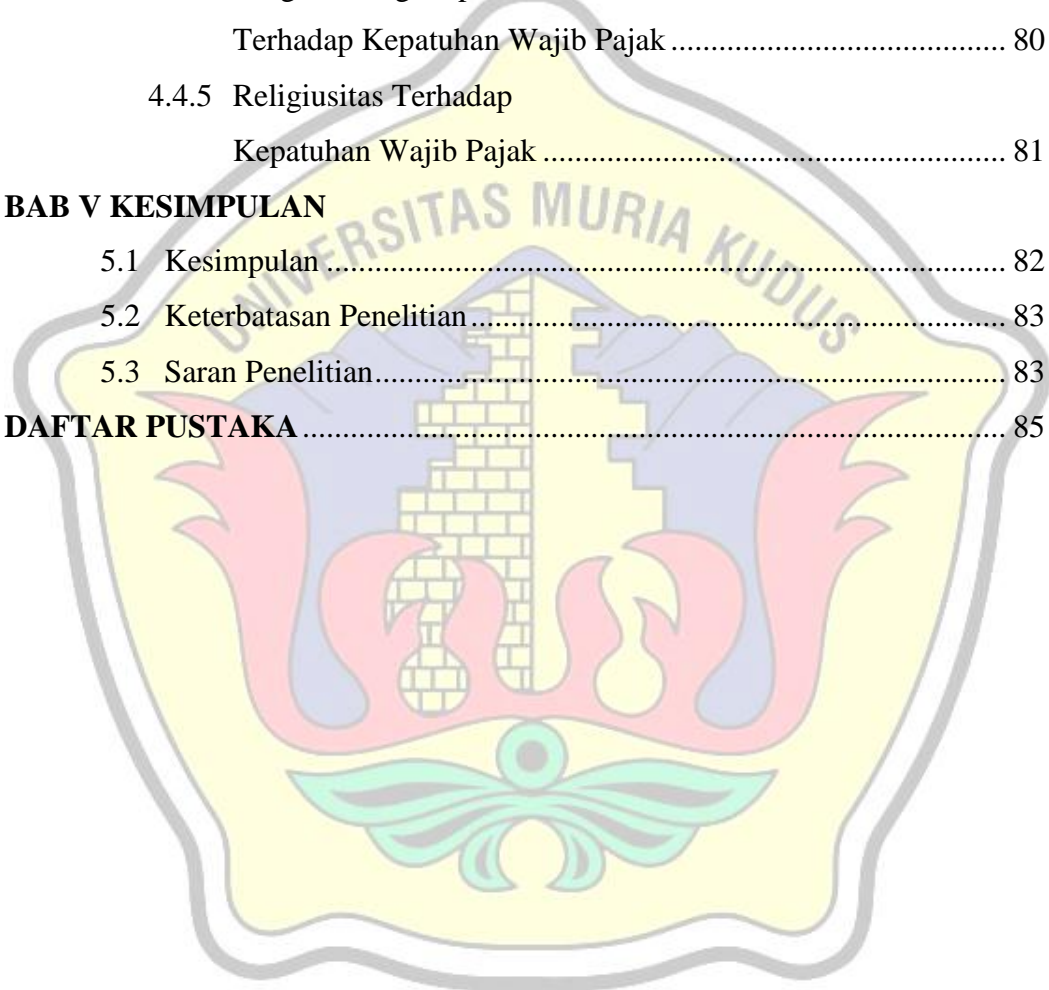 Terhadap Kepatuhan Wajib Pajak ........................................................ 80
4.4.5 Religiusitas Terhadap
Kepatuhan Wajib Pajak ............................................................................. 81
BAB V KESIMPULAN
5.1 Kesimpulan ................................................................................................................. 82
5.2 Keterbatasan Penelitian ......................................................................................... 83
5.3 Saran Penelitian ......................................................................................................... 83
DAFTAR PUSTAKA ..................................................................................................................... 85
UNIVERSITAS MURIA KUDUS